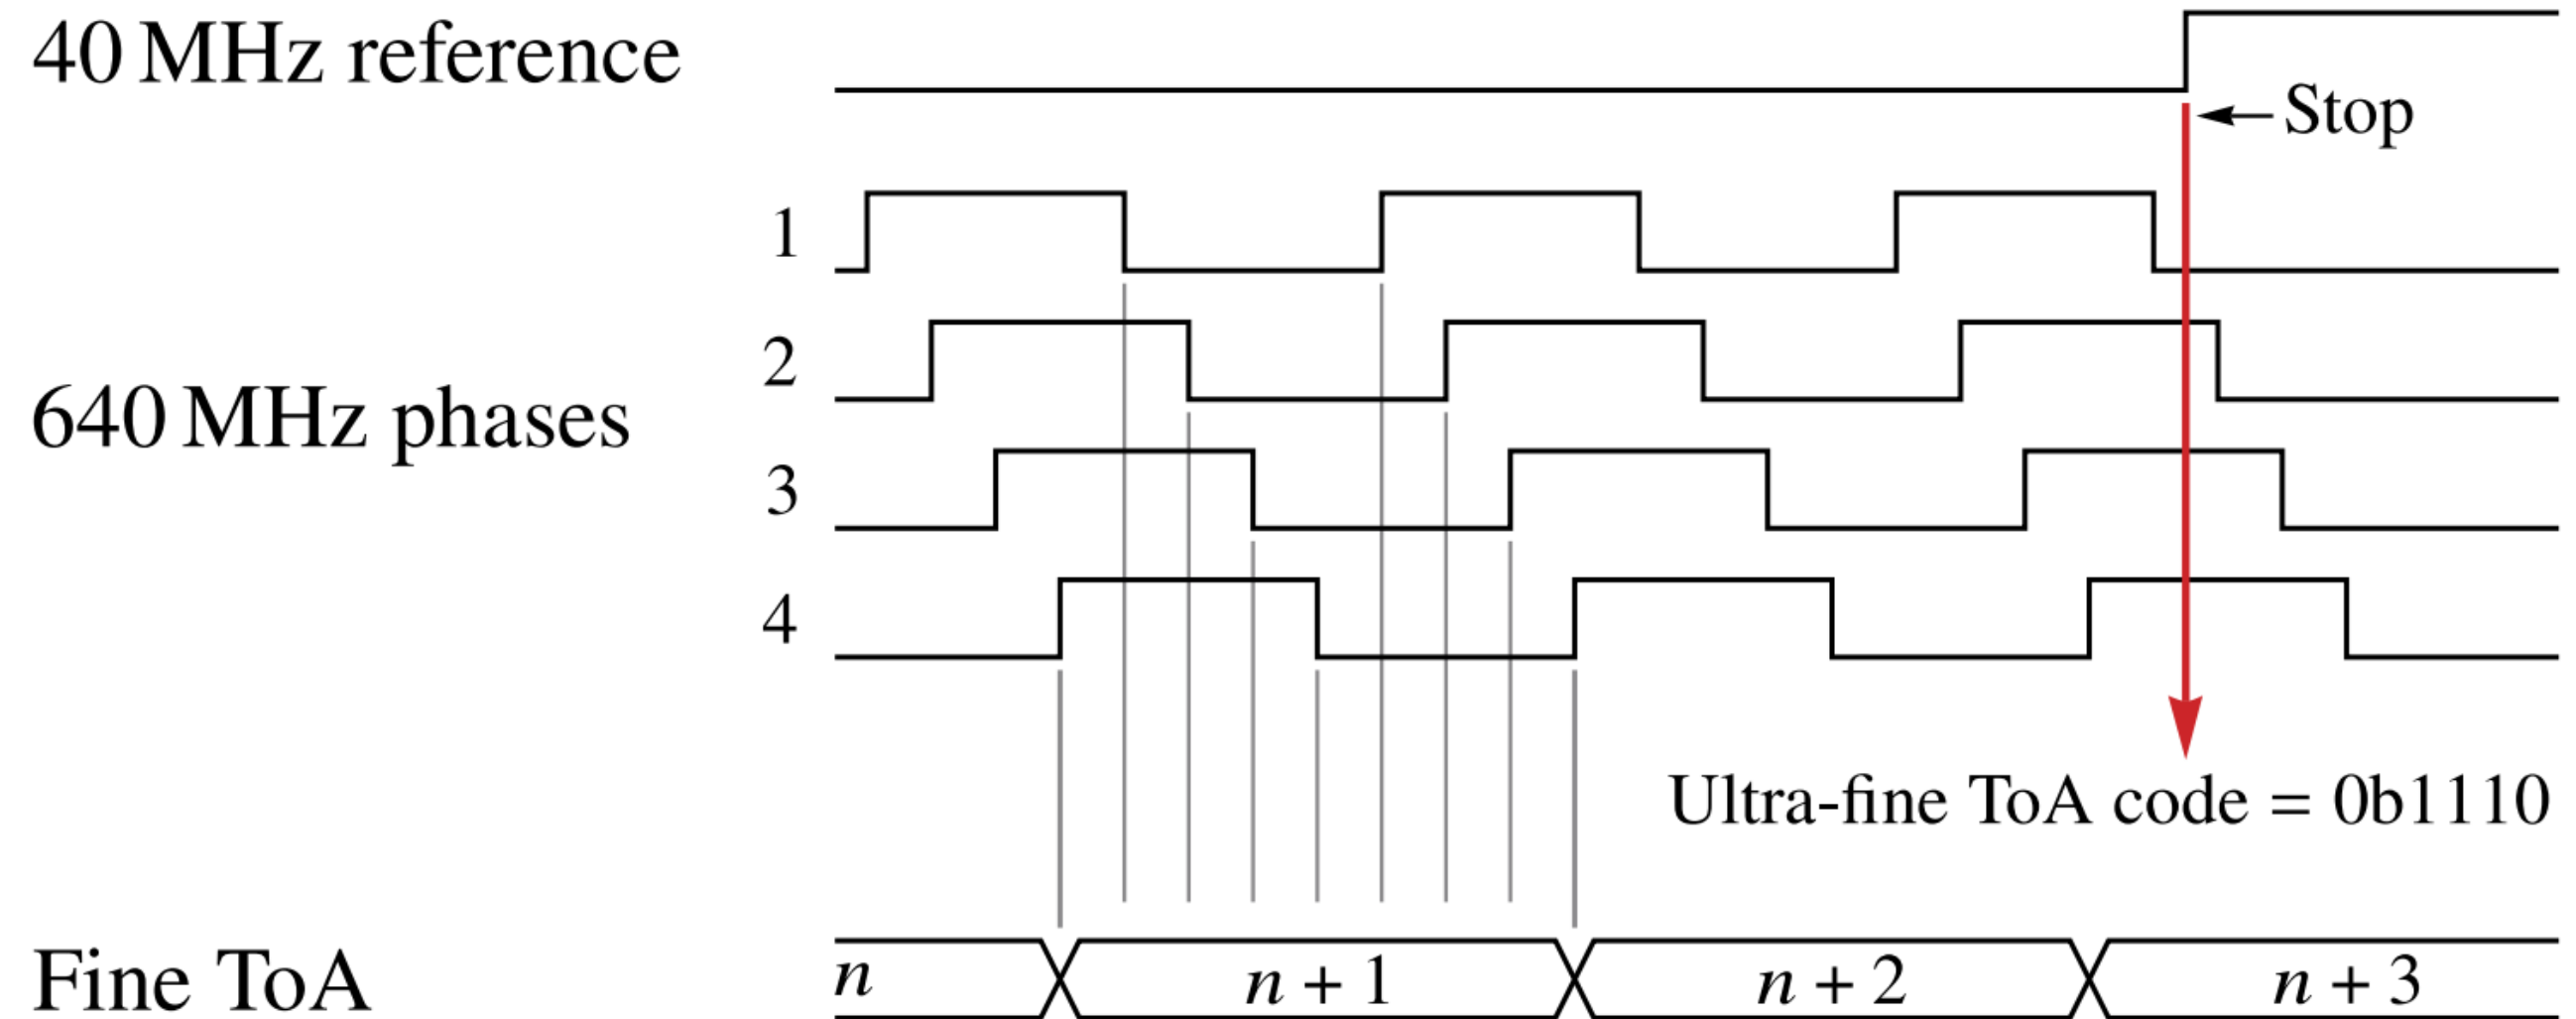 40 MHz reference
Stop
1
2
640 MHz phases
3
4
Ultra-fine ToA code = 0b1110
Fine ToA n n + 1 n + 2 n + 3